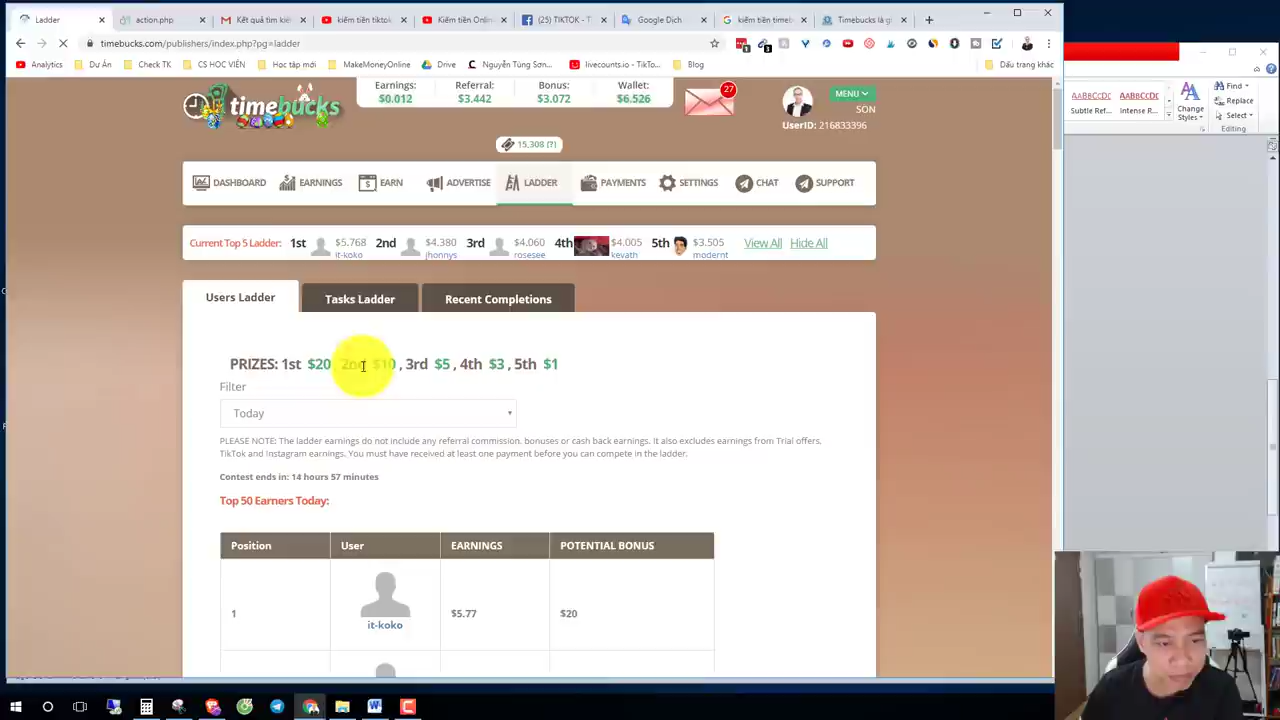 Ladder
action.php
Kết quả tìm kiế
kiếm tiền tiktok
Kiếm tiền Online
(25) TIKTOK - T
Google Dịch
kiếm tiền timeb
Timebucks là g
timebucks.com/publishers/index.php?pg=ladder
Analytics
Dự Án
Check TK
CS HOC VIÊN
Học tập mới
MakeMoneyOnline
Drive
Nguyễn Tùng Sơn...
livecounts.io - TikTo...
Blog
Dấu trang khác
Earnings: Referral: Bonus: Wallet:
$0.012 $3.442 $3.072 $6.526
timebucks
27
MENU
SON
UserID: 216833396
15,308 (?)
DASHBOARD EARNINGS EARN ADVERTISE LADDER PAYMENTS SETTINGS CHAT SUPPORT
Current Top 5 Ladder: 1st $5.768 2nd $4.380 3rd $4.060 4th $4.005 5th $3.505 View All Hide All
it-koko jhonnys rosesee kevath modernt
Users Ladder Tasks Ladder Recent Completions
PRIZES: 1st $20 2nd $10 , 3rd $5 , 4th $3 , 5th $1
Filter
Today
PLEASE NOTE: The ladder earnings do not include any referral commission. bonuses or cash back earnings. It also excludes earnings from Trial offers,
TikTok and Instagram earnings. You must have received at least one payment before you can compete in the ladder.
Contest ends in: 14 hours 57 minutes
Top 50 Earners Today:
Position User EARNINGS POTENTIAL BONUS
1 $5.77 $20
it-koko
AaBbCcDc AaBbCcDc
Subtle Ref... Intense R...
Change
Styles
Find
Replace
Select
Editing